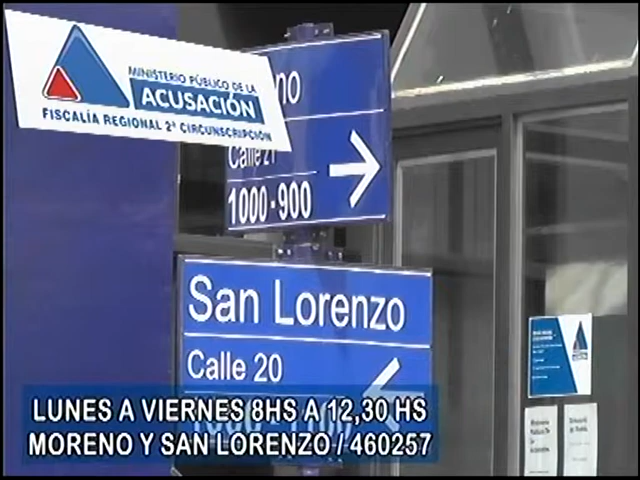 MINISTERIO PÚBLICO DE LA
ACUSACIÓN
FISCALÍA REGIONAL 2ª CIRCUNSCRIPCIÓN
Calle 21
1000-900
San Lorenzo
Calle 20
LUNES A VIERNES 8HS A 12,30 HS
MORENO Y SAN LORENZO / 460257